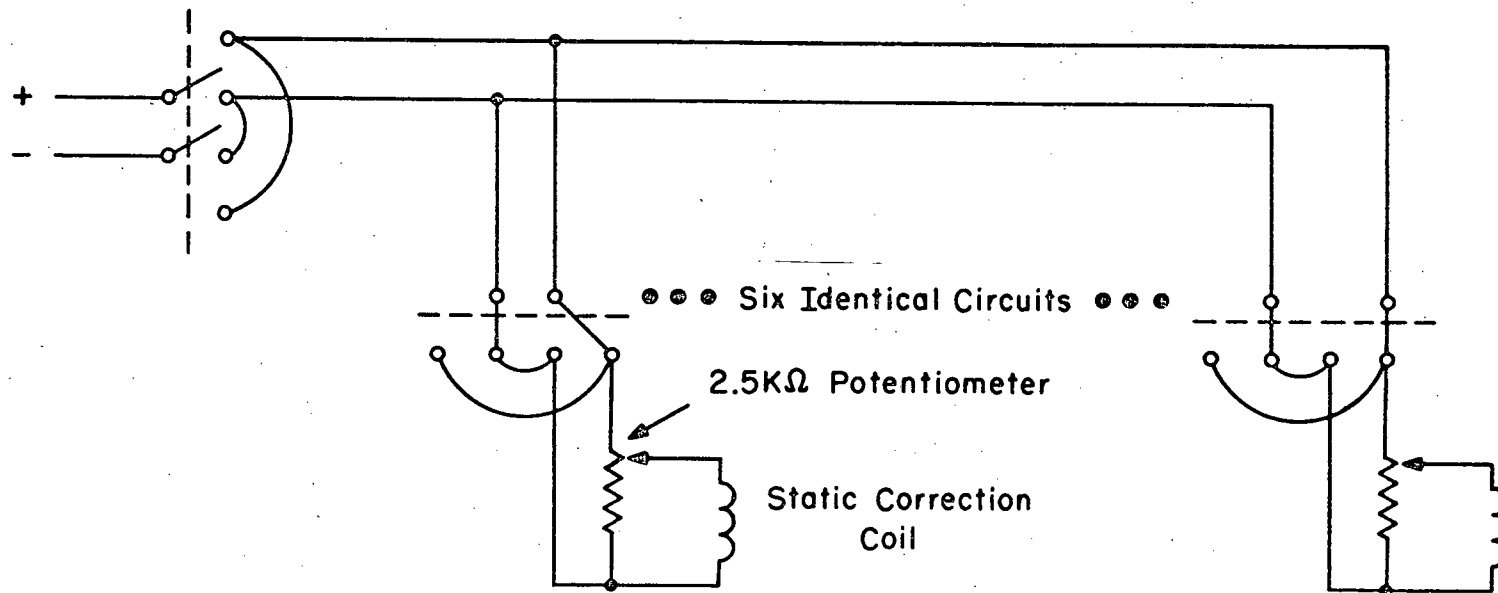 +
-
••• Six Identical Circuits •••
2.5KΩ Potentiometer
Static Correction
Coil